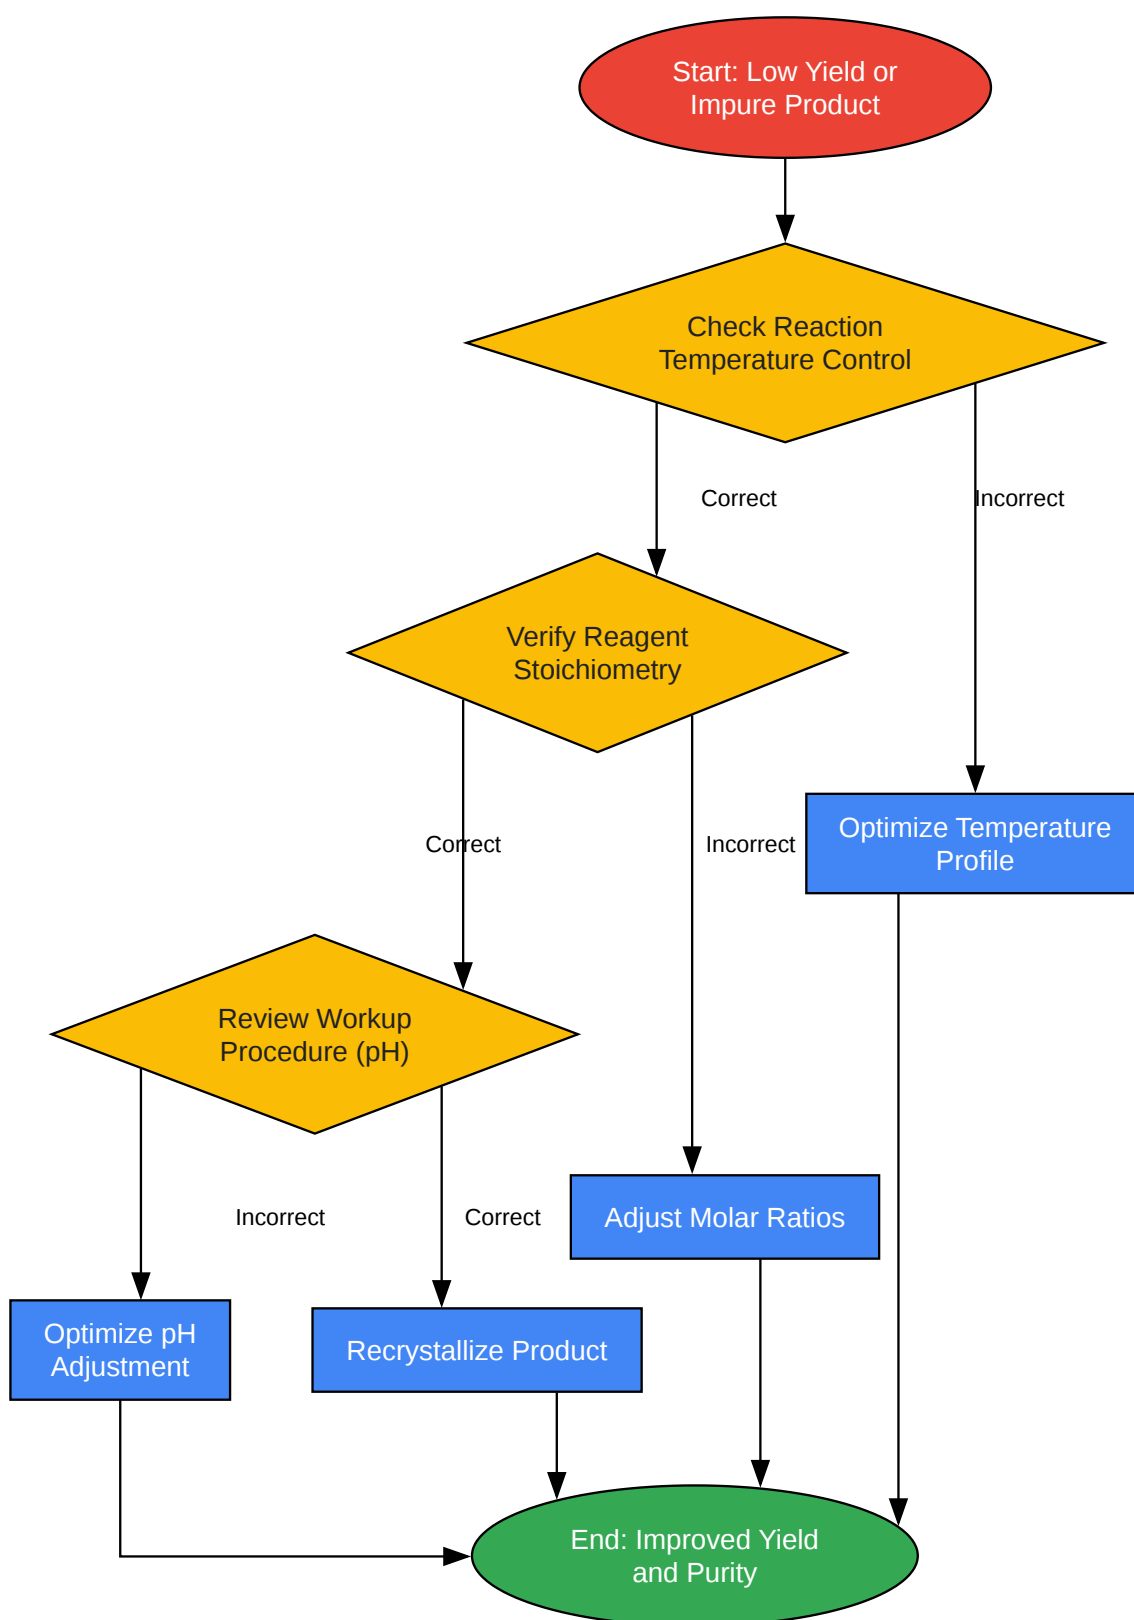 Start: Low Yield or
Impure Product
Check Reaction
Temperature Control
Correct
Incorrect
Verify Reagent
Stoichiometry
Correct
Incorrect
Optimize Temperature
Profile
Review Workup
Procedure (pH)
Incorrect
Correct
Adjust Molar Ratios
Optimize pH
Adjustment
Recrystallize Product
End: Improved Yield
and Purity